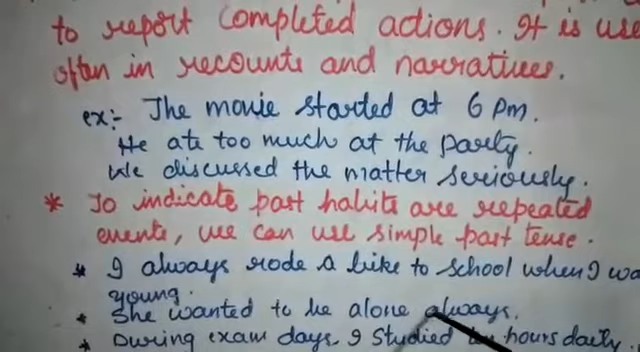 to report completed actions. It is use
often in recounts and narratives.
ex:- The movie started at 6 pm.
He ate too much at the party.
We discussed the matter seriously.
* To indicate past habits are repeated
events, we can use simple past tense.
* I always rode a bike to school when I wa
young.
* She wanted to be alone always.
* During exam days, I studied hours daily.